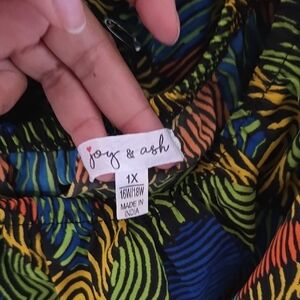 joy & ash
1X
16W/18W
MADE IN
INDIA